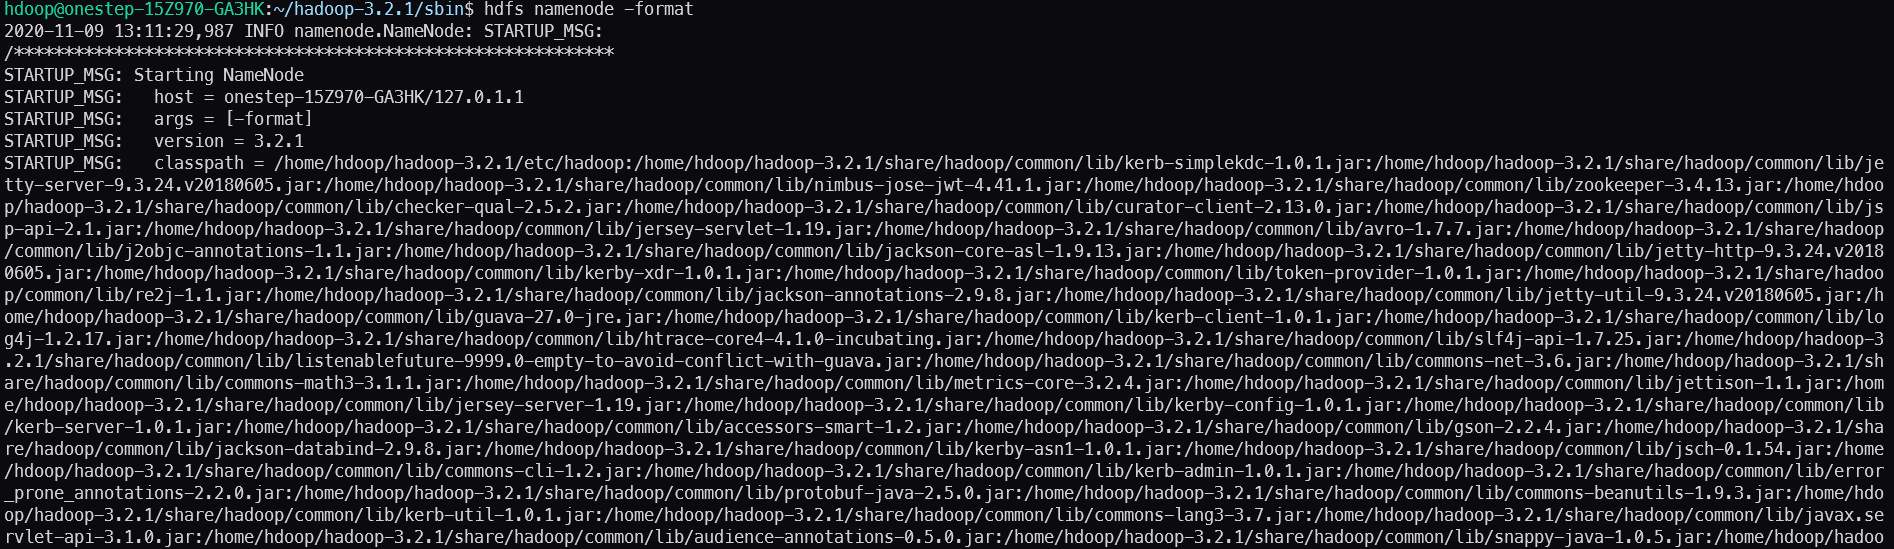 hdoop@onestep-15Z970-GA3HK:~/hadoop-3.2.1/sbin$ hdfs namenode -format
2020-11-09 13:11:29,987 INFO namenode.NameNode: STARTUP_MSG:
/************************************************************
STARTUP_MSG: Starting NameNode
STARTUP_MSG:   host = onestep-15Z970-GA3HK/127.0.1.1
STARTUP_MSG:   args = [-format]
STARTUP_MSG:   version = 3.2.1
STARTUP_MSG:   classpath = /home/hdoop/hadoop-3.2.1/etc/hadoop:/home/hdoop/hadoop-3.2.1/share/hadoop/common/lib/kerb-simplekdc-1.0.1.jar:/home/hdoop/hadoop-3.2.1/share/hadoop/common/lib/je
tty-server-9.3.24.v20180605.jar:/home/hdoop/hadoop-3.2.1/share/hadoop/common/lib/nimbus-jose-jwt-4.41.1.jar:/home/hdoop/hadoop-3.2.1/share/hadoop/common/lib/zookeeper-3.4.13.jar:/home/hdoo
p/hadoop-3.2.1/share/hadoop/common/lib/checker-qual-2.5.2.jar:/home/hdoop/hadoop-3.2.1/share/hadoop/common/lib/curator-client-2.13.0.jar:/home/hdoop/hadoop-3.2.1/share/hadoop/common/lib/js
p-api-2.1.jar:/home/hdoop/hadoop-3.2.1/share/hadoop/common/lib/jersey-servlet-1.19.jar:/home/hdoop/hadoop-3.2.1/share/hadoop/common/lib/avro-1.7.7.jar:/home/hdoop/hadoop-3.2.1/share/hadoop
/common/lib/j2objc-annotations-1.1.jar:/home/hdoop/hadoop-3.2.1/share/hadoop/common/lib/jackson-core-asl-1.9.13.jar:/home/hdoop/hadoop-3.2.1/share/hadoop/common/lib/jetty-http-9.3.24.v2018
0605.jar:/home/hdoop/hadoop-3.2.1/share/hadoop/common/lib/kerby-xdr-1.0.1.jar:/home/hdoop/hadoop-3.2.1/share/hadoop/common/lib/token-provider-1.0.1.jar:/home/hdoop/hadoop-3.2.1/share/hadoo
p/common/lib/re2j-1.1.jar:/home/hdoop/hadoop-3.2.1/share/hadoop/common/lib/jackson-annotations-2.9.8.jar:/home/hdoop/hadoop-3.2.1/share/hadoop/common/lib/jetty-util-9.3.24.v20180605.jar:/h
ome/hdoop/hadoop-3.2.1/share/hadoop/common/lib/guava-27.0-jre.jar:/home/hdoop/hadoop-3.2.1/share/hadoop/common/lib/kerb-client-1.0.1.jar:/home/hdoop/hadoop-3.2.1/share/hadoop/common/lib/lo
g4j-1.2.17.jar:/home/hdoop/hadoop-3.2.1/share/hadoop/common/lib/htrace-core4-4.1.0-incubating.jar:/home/hdoop/hadoop-3.2.1/share/hadoop/common/lib/slf4j-api-1.7.25.jar:/home/hdoop/hadoop-3
.2.1/share/hadoop/common/lib/listenablefuture-9999.0-empty-to-avoid-conflict-with-guava.jar:/home/hdoop/hadoop-3.2.1/share/hadoop/common/lib/commons-net-3.6.jar:/home/hdoop/hadoop-3.2.1/sh
are/hadoop/common/lib/commons-math3-3.1.1.jar:/home/hdoop/hadoop-3.2.1/share/hadoop/common/lib/metrics-core-3.2.4.jar:/home/hdoop/hadoop-3.2.1/share/hadoop/common/lib/jettison-1.1.jar:/hom
e/hdoop/hadoop-3.2.1/share/hadoop/common/lib/jersey-server-1.19.jar:/home/hdoop/hadoop-3.2.1/share/hadoop/common/lib/kerby-config-1.0.1.jar:/home/hdoop/hadoop-3.2.1/share/hadoop/common/lib
/kerb-server-1.0.1.jar:/home/hdoop/hadoop-3.2.1/share/hadoop/common/lib/accessors-smart-1.2.jar:/home/hdoop/hadoop-3.2.1/share/hadoop/common/lib/gson-2.2.4.jar:/home/hdoop/hadoop-3.2.1/sha
re/hadoop/common/lib/jackson-databind-2.9.8.jar:/home/hdoop/hadoop-3.2.1/share/hadoop/common/lib/kerby-asn1-1.0.1.jar:/home/hdoop/hadoop-3.2.1/share/hadoop/common/lib/jsch-0.1.54.jar:/home
/hdoop/hadoop-3.2.1/share/hadoop/common/lib/commons-cli-1.2.jar:/home/hdoop/hadoop-3.2.1/share/hadoop/common/lib/kerb-admin-1.0.1.jar:/home/hdoop/hadoop-3.2.1/share/hadoop/common/lib/error
_prone_annotations-2.2.0.jar:/home/hdoop/hadoop-3.2.1/share/hadoop/common/lib/protobuf-java-2.5.0.jar:/home/hdoop/hadoop-3.2.1/share/hadoop/common/lib/commons-beanutils-1.9.3.jar:/home/hdo
op/hadoop-3.2.1/share/hadoop/common/lib/kerb-util-1.0.1.jar:/home/hdoop/hadoop-3.2.1/share/hadoop/common/lib/commons-lang3-3.7.jar:/home/hdoop/hadoop-3.2.1/share/hadoop/common/lib/javax.se
rvlet-api-3.1.0.jar:/home/hdoop/hadoop-3.2.1/share/hadoop/common/lib/audience-annotations-0.5.0.jar:/home/hdoop/hadoop-3.2.1/share/hadoop/common/lib/snappy-java-1.0.5.jar:/home/hdoop/hadoo